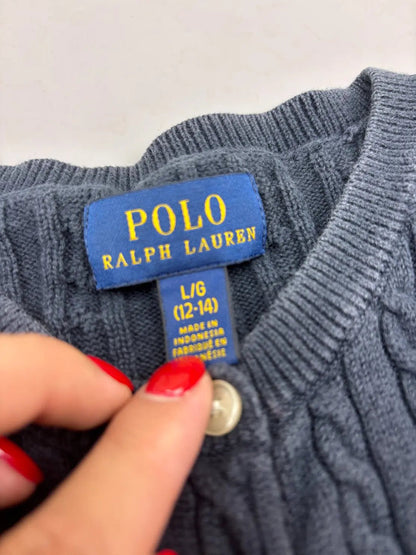 POLO
RALPH LAUREN
L/G
(12-14)
MADE IN
INDONESIA
FABRIQUÉ EN
INDONÉSIE